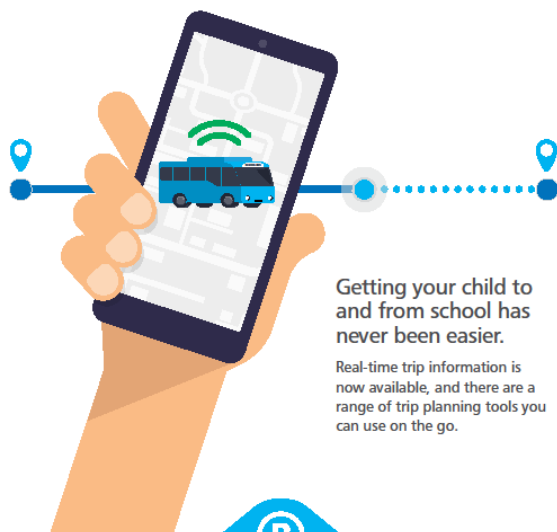 Getting your child to
and from school has
never been easier.
Real-time trip information is
now available, and there are a
range of trip planning tools you
can use on the go.